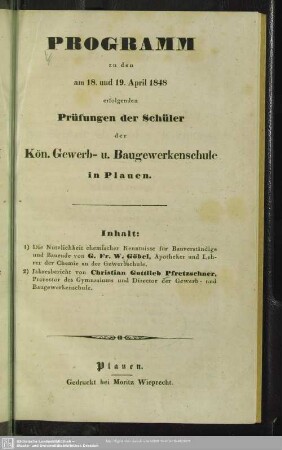 PROGRAMM
zu den
am 18. und 19. April 1848
erfolgenden
Prüfungen der Schüler
der
Kön. Gewerb- u. Baugewerkenschule
in Plauen.
Inhalt:
1) Die Nützlichkeit chemischer Kenntnisse für Bauverständige
und Bauende von G. Fr. W. Göbel, Apotheker und Leh-
rer der Chemie an der Gewerbschule.
2) Jahresbericht von Christian Gottlieb Pfretzschner,
Professor des Gymnasiums und Director der Gewerb- und
Baugewerkenschule.
Plauen.
Gedruckt bei Moritz Wieprecht.